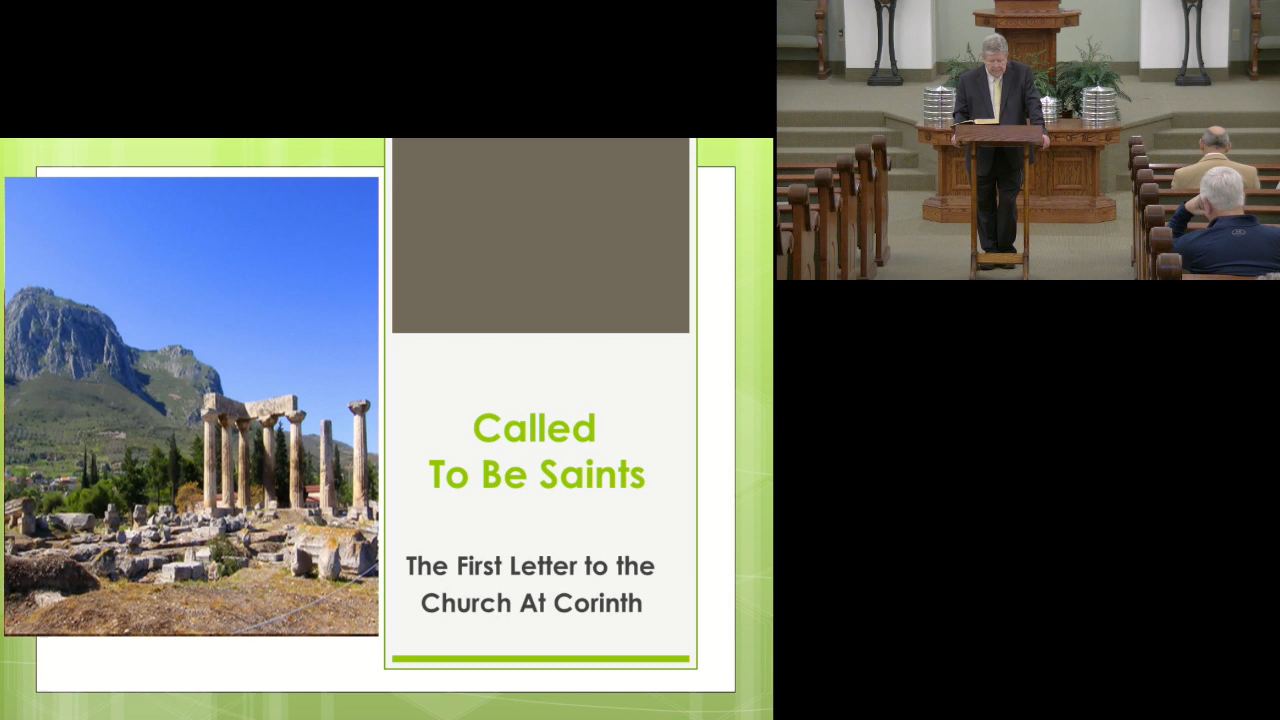 Called
To Be Saints
The First Letter to the
Church At Corinth